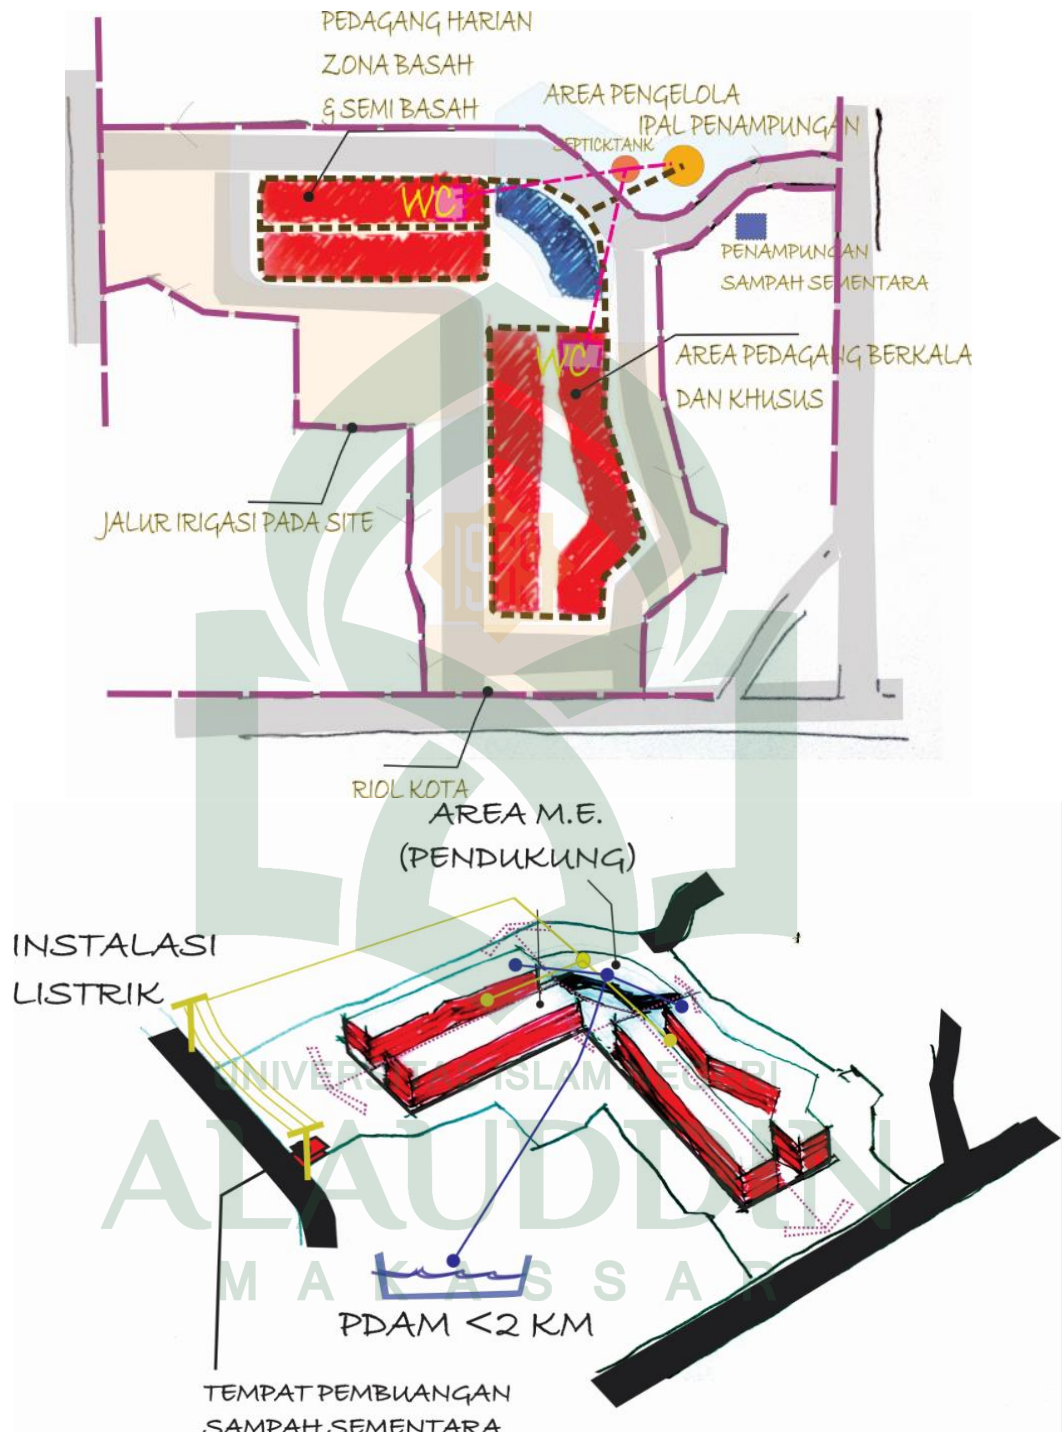 PEDAGANG HARIAN
ZONA BASAH
& SEMI BASAH
AREA PENGELOLA
IPAL PENAMPUNGAN
SEPTICKTANK
WC
PENAMPUNGAN
SAMPAH SEMENTARA
WC
AREA PEDAGANG BERKALA
DAN KHUSUS
JALUR IRIGASI PADA SITE
RIOL KOTA
AREA M.E.
(PENDUKUNG)
INSTALASI
LISTRIK
UNIVERSITAS ISLAM NEGERI
ALAUDDIN
MAKASSAR
PDAM <2 KM
TEMPAT PEMBUANGAN
SAMPAH SEMENTARA